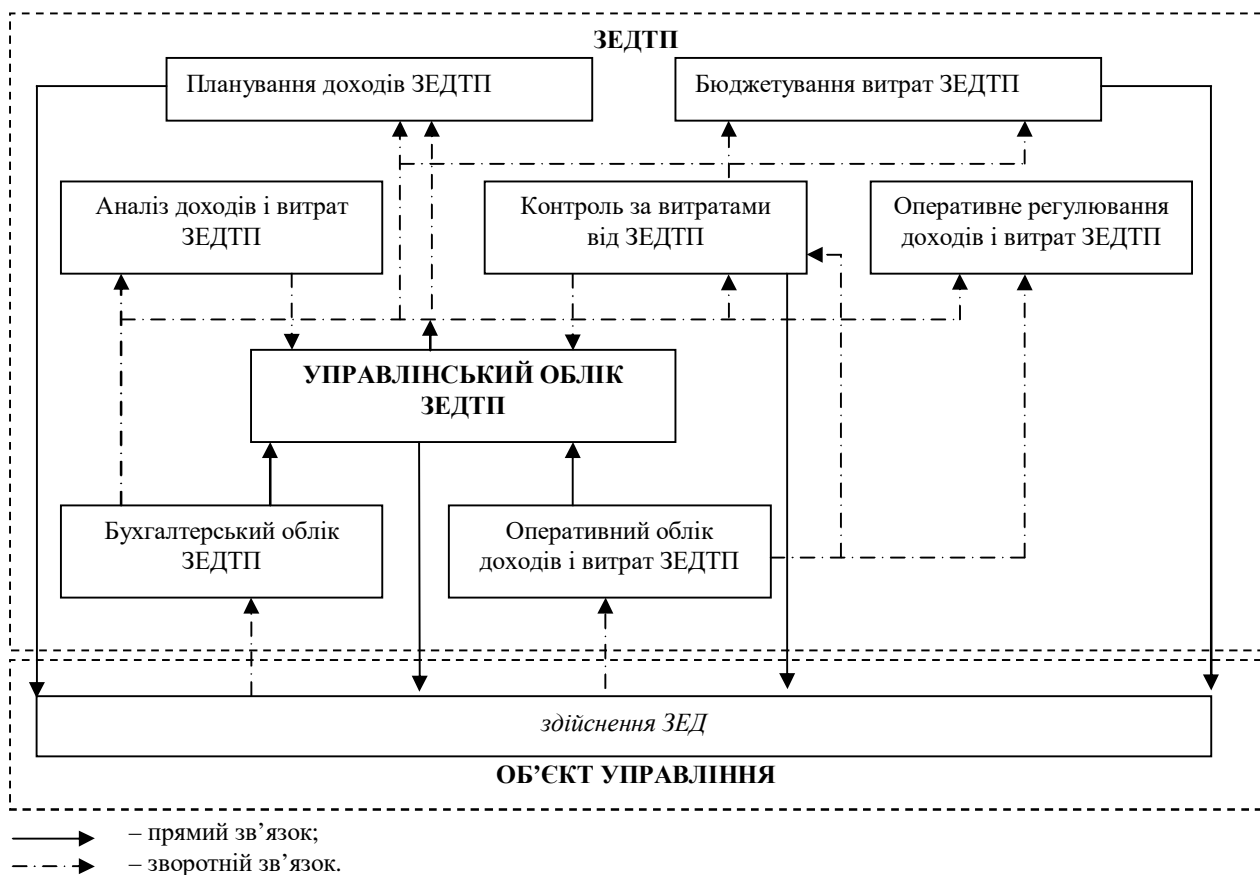 ЗЕДТП
Планування доходів ЗЕДТП
Бюджетування витрат ЗЕДТП
Аналіз доходів і витрат
ЗЕДТП
Контроль за витратами
від ЗЕДТП
Оперативне регулювання
доходів і витрат ЗЕДТП
УПРАВЛІНСЬКИЙ ОБЛІК
ЗЕДТП
Бухгалтерський облік
ЗЕДТП
Оперативний облік
доходів і витрат ЗЕДТП
здійснення ЗЕД
ОБ’ЄКТ УПРАВЛІННЯ
– прямий зв’язок;
– зворотній зв’язок.